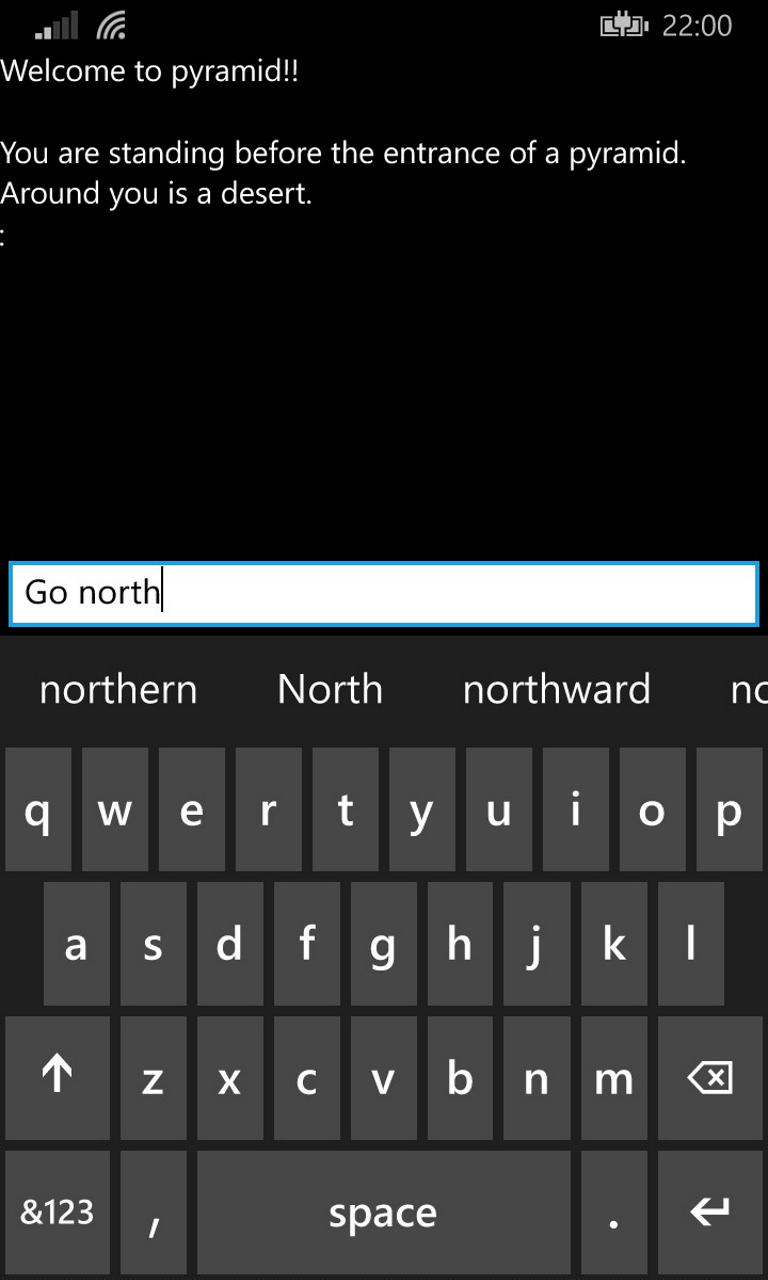 22:00
Welcome to pyramid!!
You are standing before the entrance of a pyramid.
Around you is a desert.
:
Go north
northern North northward no
q w e r t y u i o p
a s d f g h j k l
z x c v b n m
&123 , space .